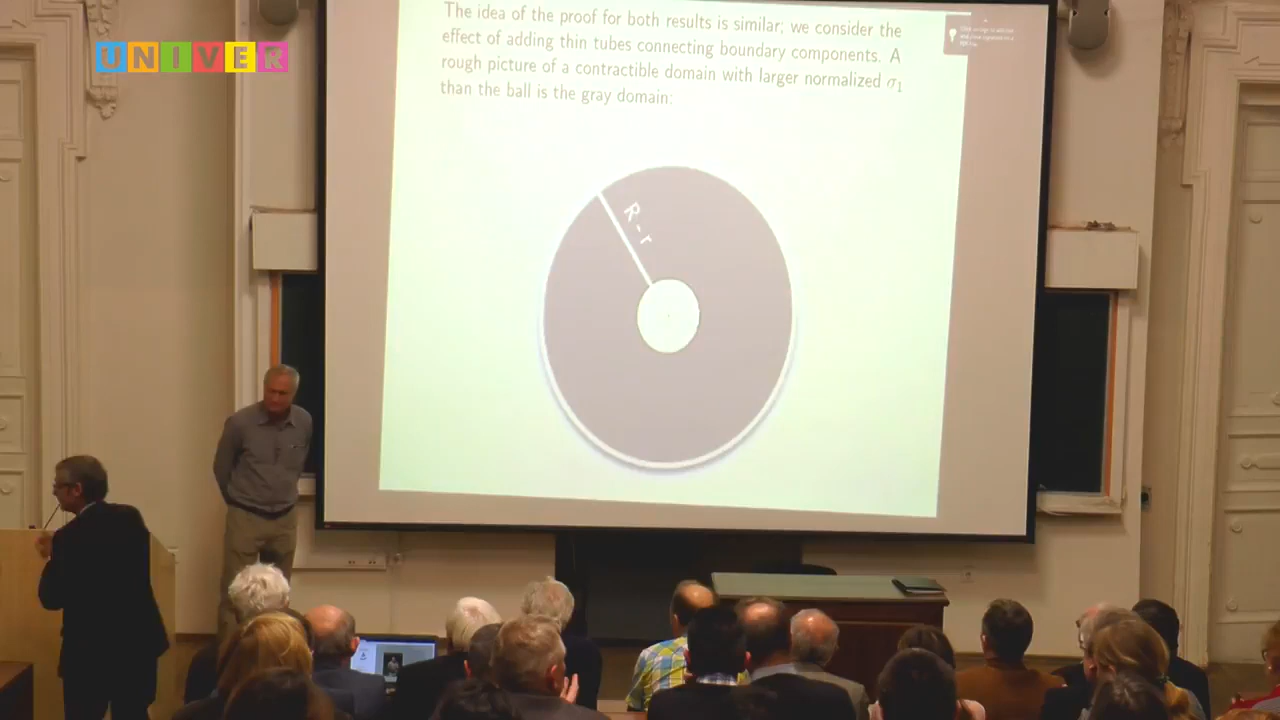 UNIVER
The idea of the proof for both results is similar; we consider the
effect of adding thin tubes connecting boundary components. A
rough picture of a contractible domain with larger normalized σ₁
than the ball is the gray domain:
R - r